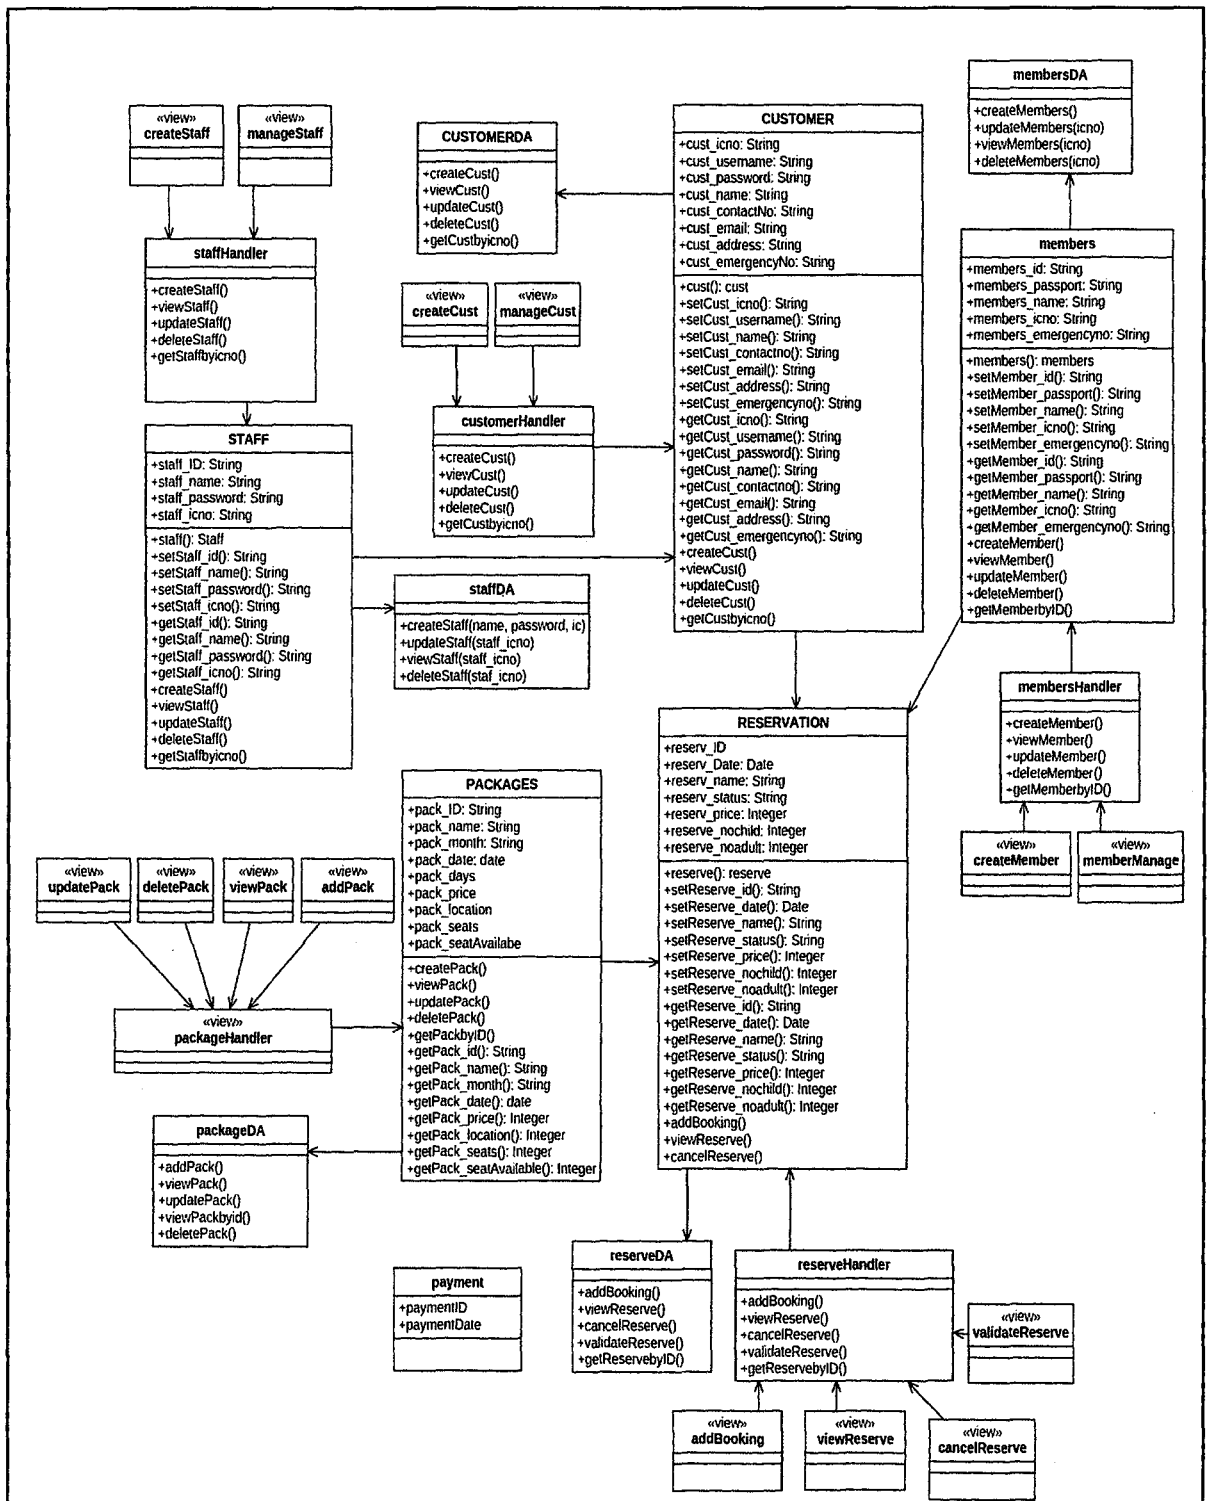 «view»
createStaff
«view»
manageStaff
staffHandler
+createStaff()
+viewStaff()
+updateStaff()
+deleteStaff()
+getStaffbyicno()
CUSTOMERDA
+createCust()
+viewCust()
+updateCust()
+deleteCust()
+getCustbyicno()
«view»
createCust
«view»
manageCust
customerHandler
+createCust()
+viewCust()
+updateCust()
+deleteCust()
+getCustbyicno()
CUSTOMER
+cust_icno: String
+cust_username: String
+cust_password: String
+cust_name: String
+cust_contactNo: String
+cust_email: String
+cust_address: String
+cust_emergencyNo: String
+cust(): cust
+setCust_icno(): String
+setCust_username(): String
+setCust_name(): String
+setCust_contactno(): String
+setCust_email(): String
+setCust_address(): String
+setCust_emergencyno(): String
+getCust_icno(): String
+getCust_username(): String
+getCust_password(): String
+getCust_name(): String
+getCust_contactno(): String
+getCust_email(): String
+getCust_address(): String
+getCust_emergencyno(): String
+createCust()
+viewCust()
+updateCust()
+deleteCust()
+getCustbyicno()
membersDA
+createMembers()
+updateMembers(icno)
+viewMembers(icno)
+deleteMembers(icno)
members
+members_id: String
+members_passport: String
+members_name: String
+members_icno: String
+members_emergencyno: String
+members(): members
+setMember_id(): String
+setMember_passport(): String
+setMember_name(): String
+setMember_icno(): String
+setMember_emergencyno(): String
+getMember_id(): String
+getMember_passport(): String
+getMember_name(): String
+getMember_icno(): String
+getMember_emergencyno(): String
+createMember()
+viewMember()
+updateMember()
+deleteMember()
+getMemberbyID()
STAFF
+staff_ID: String
+staff_name: String
+staff_password: String
+staff_icno: String
+staff(): Staff
+setStaff_id(): String
+setStaff_name(): String
+setStaff_password(): String
+setStaff_icno(): String
+getStaff_id(): String
+getStaff_name(): String
+getStaff_password(): String
+getStaff_icno(): String
+createStaff()
+viewStaff()
+updateStaff()
+deleteStaff()
+getStaffbyicno()
staffDA
+createStaff(name, password, ic)
+updateStaff(staff_icno)
+viewStaff(staff_icno)
+deleteStaff(staf_icno)
membersHandler
+createMember()
+viewMember()
+updateMember()
+deleteMember()
+getMemberbyID()
«view»
createMember
«view»
memberManage
RESERVATION
+reserv_ID
+reserv_Date: Date
+reserv_name: String
+reserv_status: String
+reserv_price: Integer
+reserve_nochild: Integer
+reserve_noadult: Integer
+reserve(): reserve
+setReserve_id(): String
+setReserve_date(): Date
+setReserve_name(): String
+setReserve_status(): String
+setReserve_price(): Integer
+setReserve_nochild(): Integer
+setReserve_noadult(): Integer
+getReserve_id(): String
+getReserve_date(): Date
+getReserve_name(): String
+getReserve_status(): String
+getReserve_price(): Integer
+getReserve_nochild(): Integer
+getReserve_noadult(): Integer
+addBooking()
+viewReserve()
+cancelReserve()
PACKAGES
+pack_ID: String
+pack_name: String
+pack_month: String
+pack_date: date
+pack_days
+pack_price
+pack_location
+pack_seats
+pack_seatAvailabe
+createPack()
+viewPack()
+updatePack()
+deletePack()
+getPackbyID()
+getPack_id(): String
+getPack_name(): String
+getPack_month(): String
+getPack_date(): date
+getPack_price(): Integer
+getPack_location(): Integer
+getPack_seats(): Integer
+getPack_seatAvailable(): Integer
«view»
updatePack
«view»
deletePack
«view»
viewPack
«view»
addPack
«view»
packageHandler
packageDA
+addPack()
+viewPack()
+updatePack()
+viewPackbyid()
+deletePack()
payment
+paymentID
+paymentDate
reserveDA
+addBooking()
+viewReserve()
+cancelReserve()
+validateReserve()
+getReservebyID()
reserveHandler
+addBooking()
+viewReserve()
+cancelReserve()
+validateReserve()
+getReservebyID()
«view»
validateReserve
«view»
addBooking
«view»
viewReserve
«view»
cancelReserve